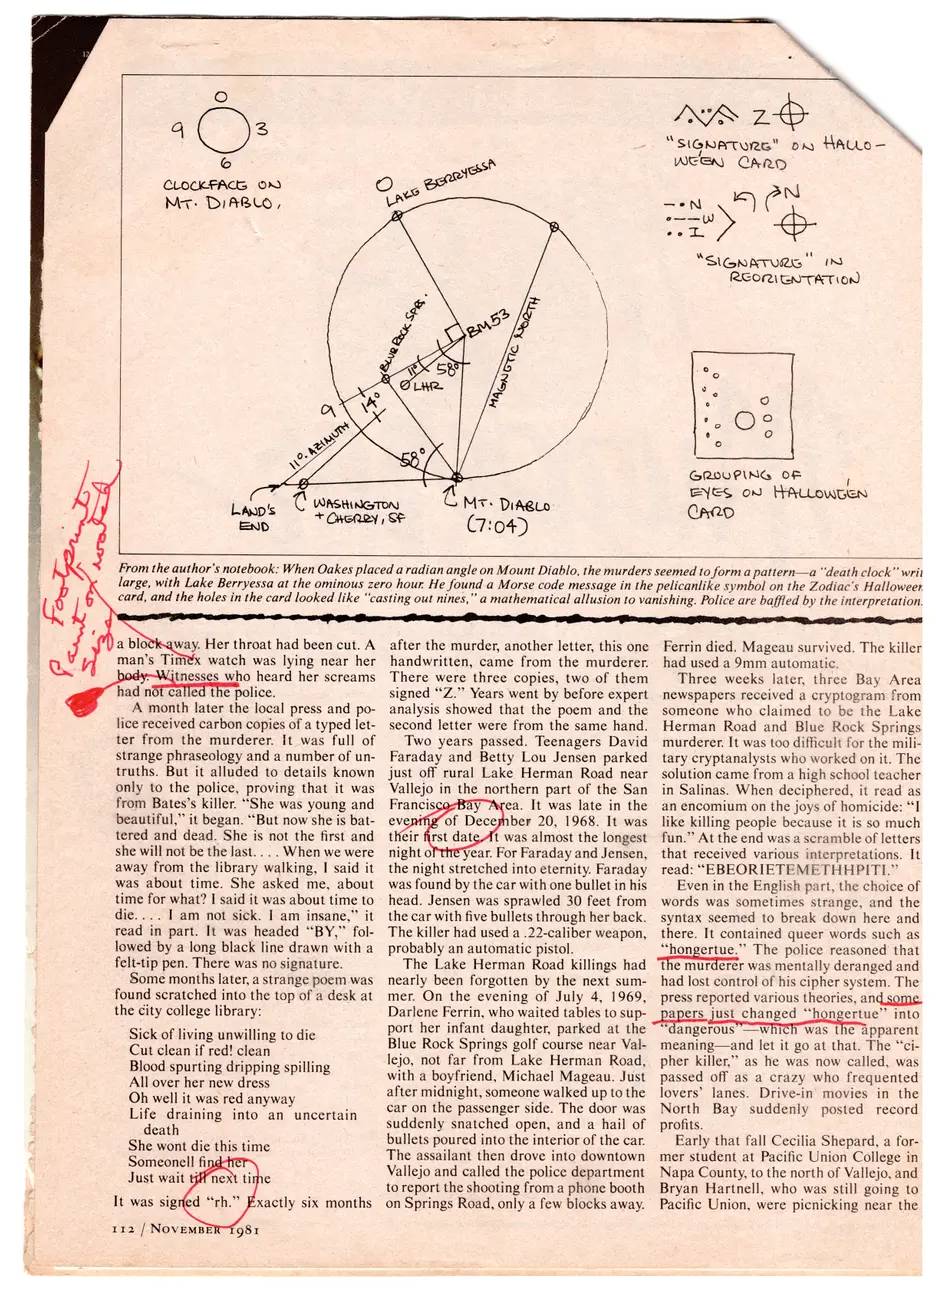 0
9
3
6
CLOCKFACE ON
MT. DIABLO,
O
LAKE BERRYESSA
BLUE ROCK SPRS.
BM.53
11°
58°
LHR
MAGNETIC NORTH
9
14°
11° AZIMUTH
58°
LAND'S
END
WASHINGTON
+ CHERRY, SF
MT. DIABLO
(7:04)
Z
"SIGNATURE" ON HALLO-
WEEN CARD
N
—•N
•——W
•• I
"SIGNATURE" IN
REORIENTATION
GROUPING OF
EYES ON HALLOWEEN
CARD
Footprint
Paint on watch
size
From the author's notebook: When Oakes placed a radian angle on Mount Diablo, the murders seemed to form a pattern—a "death clock" writ
large, with Lake Berryessa at the ominous zero hour. He found a Morse code message in the pelicanlike symbol on the Zodiac's Halloween
card, and the holes in the card looked like "casting out nines," a mathematical allusion to vanishing. Police are baffled by the interpretation.
a block away. Her throat had been cut. A
man's Timex watch was lying near her
body. Witnesses who heard her screams
had not called the police.
A month later the local press and po-
lice received carbon copies of a typed let-
ter from the murderer. It was full of
strange phraseology and a number of un-
truths. But it alluded to details known
only to the police, proving that it was
from Bates's killer. "She was young and
beautiful," it began. "But now she is bat-
tered and dead. She is not the first and
she will not be the last. . . . When we were
away from the library walking, I said it
was about time. She asked me, about
time for what? I said it was about time to
die. . . . I am not sick. I am insane," it
read in part. It was headed "BY," fol-
lowed by a long black line drawn with a
felt-tip pen. There was no signature.
Some months later, a strange poem was
found scratched into the top of a desk at
the city college library:
Sick of living unwilling to die
Cut clean if red! clean
Blood spurting dripping spilling
All over her new dress
Oh well it was red anyway
Life draining into an uncertain
death
She wont die this time
Someonell find her
Just wait till next time
It was signed "rh." Exactly six months
after the murder, another letter, this one
handwritten, came from the murderer.
There were three copies, two of them
signed "Z." Years went by before expert
analysis showed that the poem and the
second letter were from the same hand.
Two years passed. Teenagers David
Faraday and Betty Lou Jensen parked
just off rural Lake Herman Road near
Vallejo in the northern part of the San
Francisco Bay Area. It was late in the
evening of December 20, 1968. It was
their first date. It was almost the longest
night of the year. For Faraday and Jensen,
the night stretched into eternity. Faraday
was found by the car with one bullet in his
head. Jensen was sprawled 30 feet from
the car with five bullets through her back.
The killer had used a .22-caliber weapon,
probably an automatic pistol.
The Lake Herman Road killings had
nearly been forgotten by the next sum-
mer. On the evening of July 4, 1969,
Darlene Ferrin, who waited tables to sup-
port her infant daughter, parked at the
Blue Rock Springs golf course near Val-
lejo, not far from Lake Herman Road,
with a boyfriend, Michael Mageau. Just
after midnight, someone walked up to the
car on the passenger side. The door was
suddenly snatched open, and a hail of
bullets poured into the interior of the car.
The assailant then drove into downtown
Vallejo and called the police department
to report the shooting from a phone booth
on Springs Road, only a few blocks away.
Ferrin died. Mageau survived. The killer
had used a 9mm automatic.
Three weeks later, three Bay Area
newspapers received a cryptogram from
someone who claimed to be the Lake
Herman Road and Blue Rock Springs
murderer. It was too difficult for the mili-
tary cryptanalysts who worked on it. The
solution came from a high school teacher
in Salinas. When deciphered, it read as
an encomium on the joys of homicide: "I
like killing people because it is so much
fun." At the end was a scramble of letters
that received various interpretations. It
read: "EBEORIETEMETHHPITI."
Even in the English part, the choice of
words was sometimes strange, and the
syntax seemed to break down here and
there. It contained queer words such as
"hongertue." The police reasoned that
the murderer was mentally deranged and
had lost control of his cipher system. The
press reported various theories, and some
papers just changed "hongertue" into
"dangerous"—which was the apparent
meaning—and let it go at that. The "ci-
pher killer," as he was now called, was
passed off as a crazy who frequented
lovers' lanes. Drive-in movies in the
North Bay suddenly posted record
profits.
Early that fall Cecilia Shepard, a for-
mer student at Pacific Union College in
Napa County, to the north of Vallejo, and
Bryan Hartnell, who was still going to
Pacific Union, were picnicking near the
112 / NOVEMBER 1981